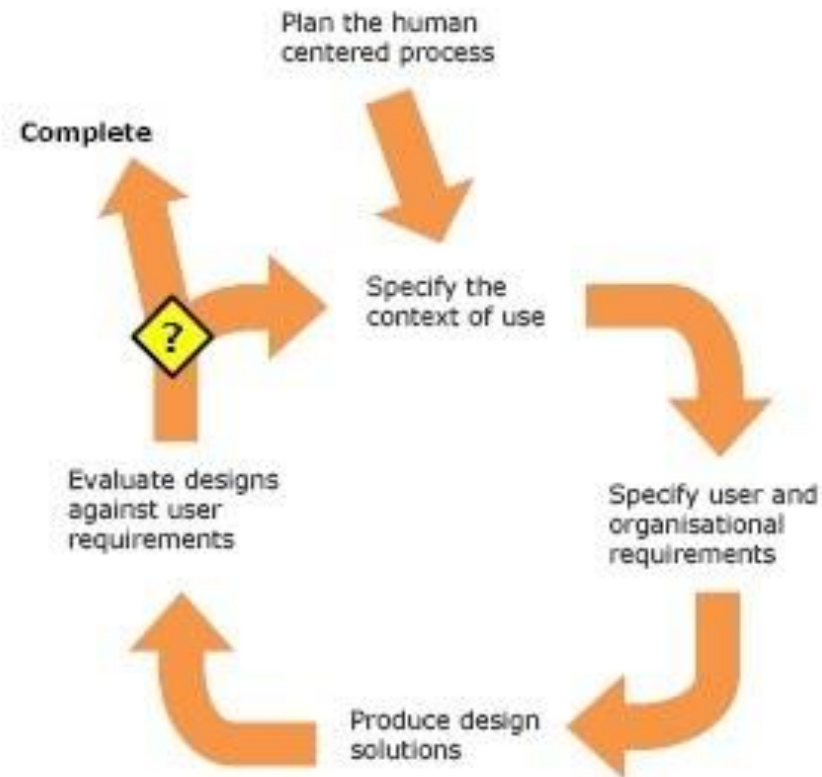 Plan the human
centered process
Complete
Specify the
context of use
?
Evaluate designs
against user
requirements
Specify user and
organisational
requirements
Produce design
solutions